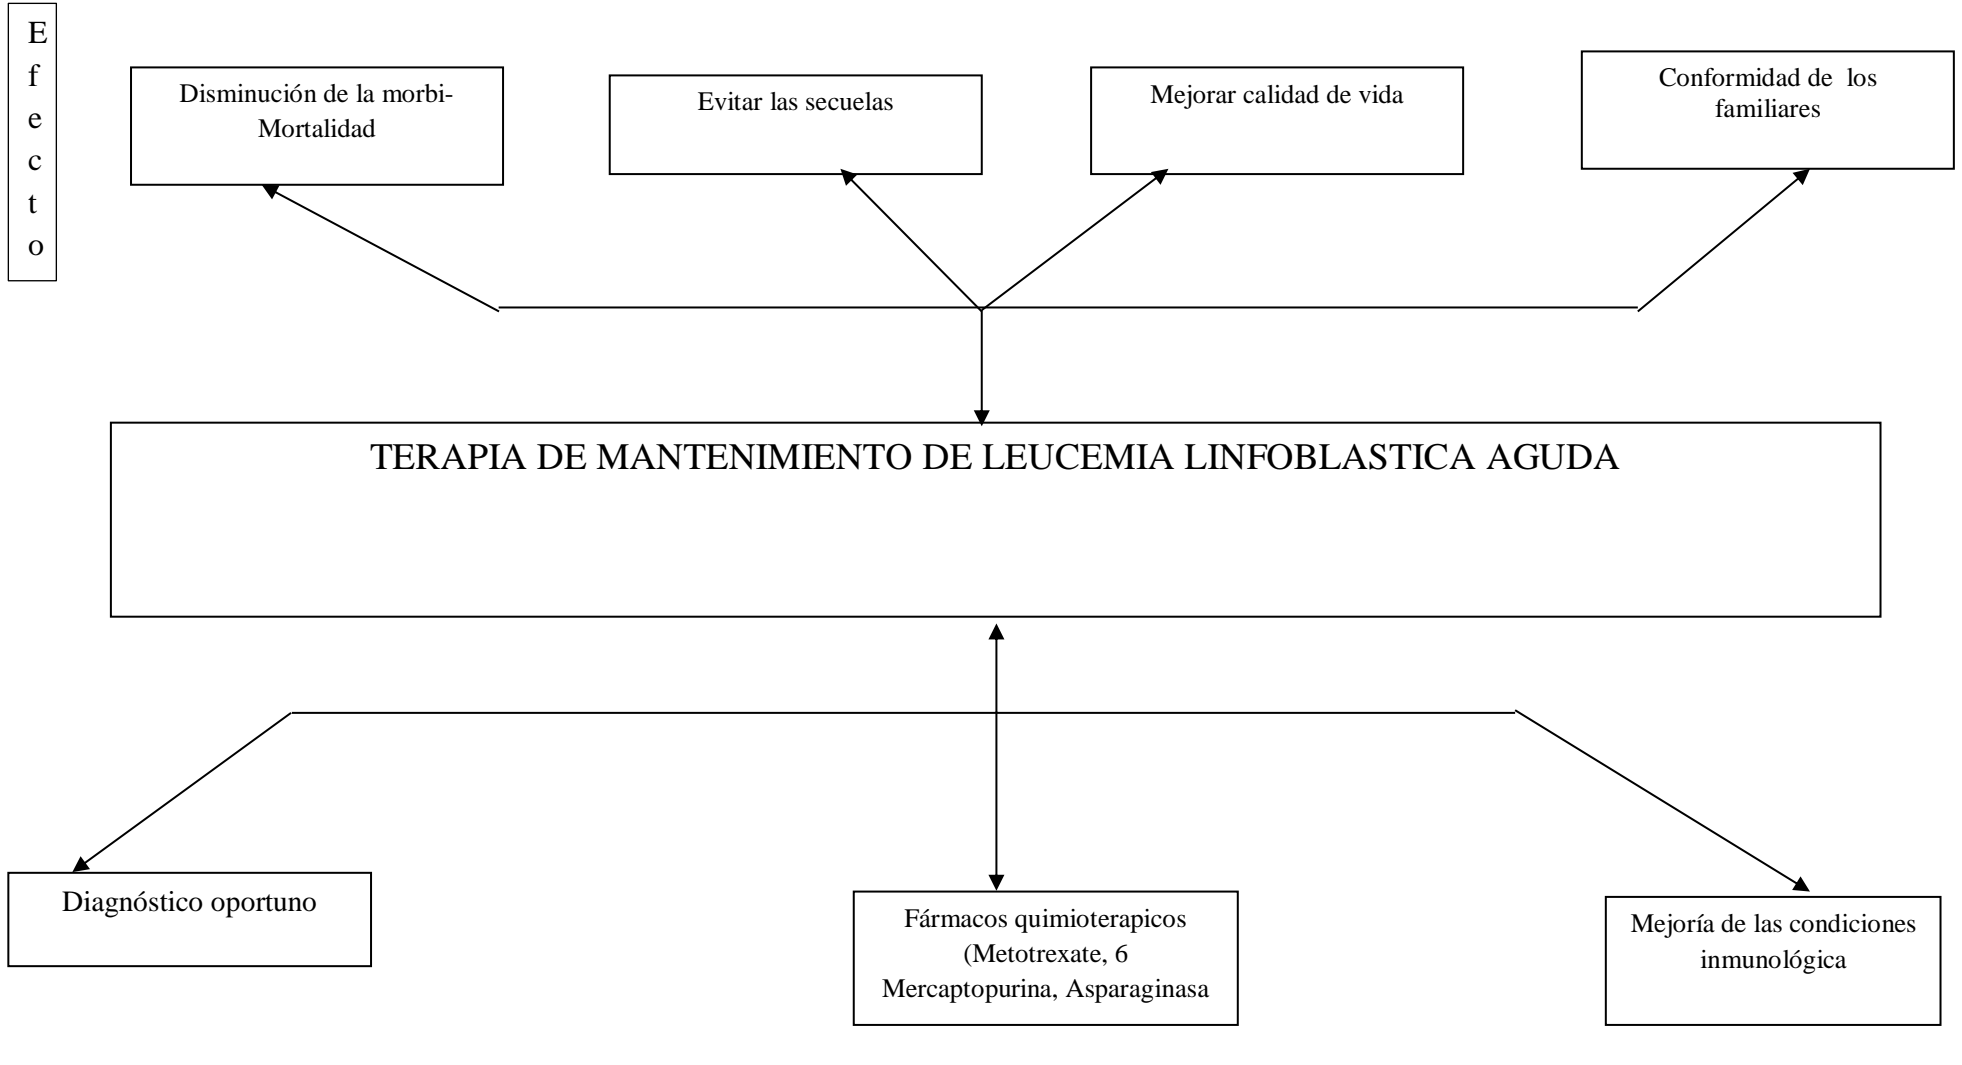 E
f
e
c
t
o
Disminución de la morbi-
Mortalidad
Evitar las secuelas
Mejorar calidad de vida
Conformidad de los
familiares
TERAPIA DE MANTENIMIENTO DE LEUCEMIA LINFOBLASTICA AGUDA
Diagnóstico oportuno
Fármacos quimioterapicos
(Metotrexate, 6
Mercaptopurina, Asparaginasa
Mejoría de las condiciones
inmunológica